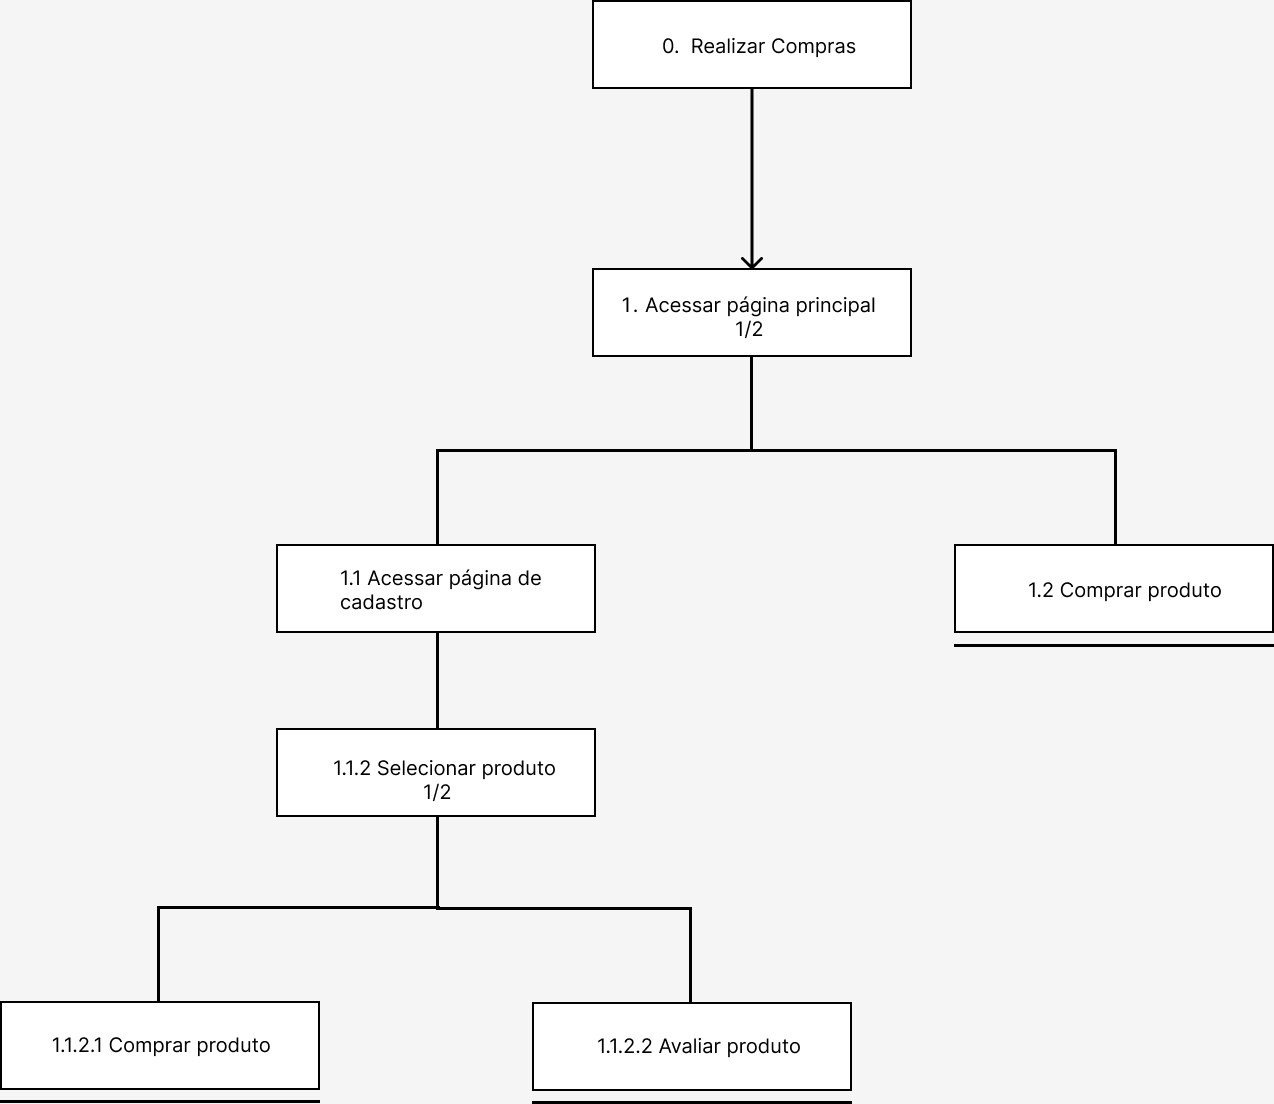 0. Realizar Compras
1. Acessar página principal
1/2
1.1 Acessar página de
cadastro
1.2 Comprar produto
1.1.2 Selecionar produto
1/2
1.1.2.1 Comprar produto
1.1.2.2 Avaliar produto